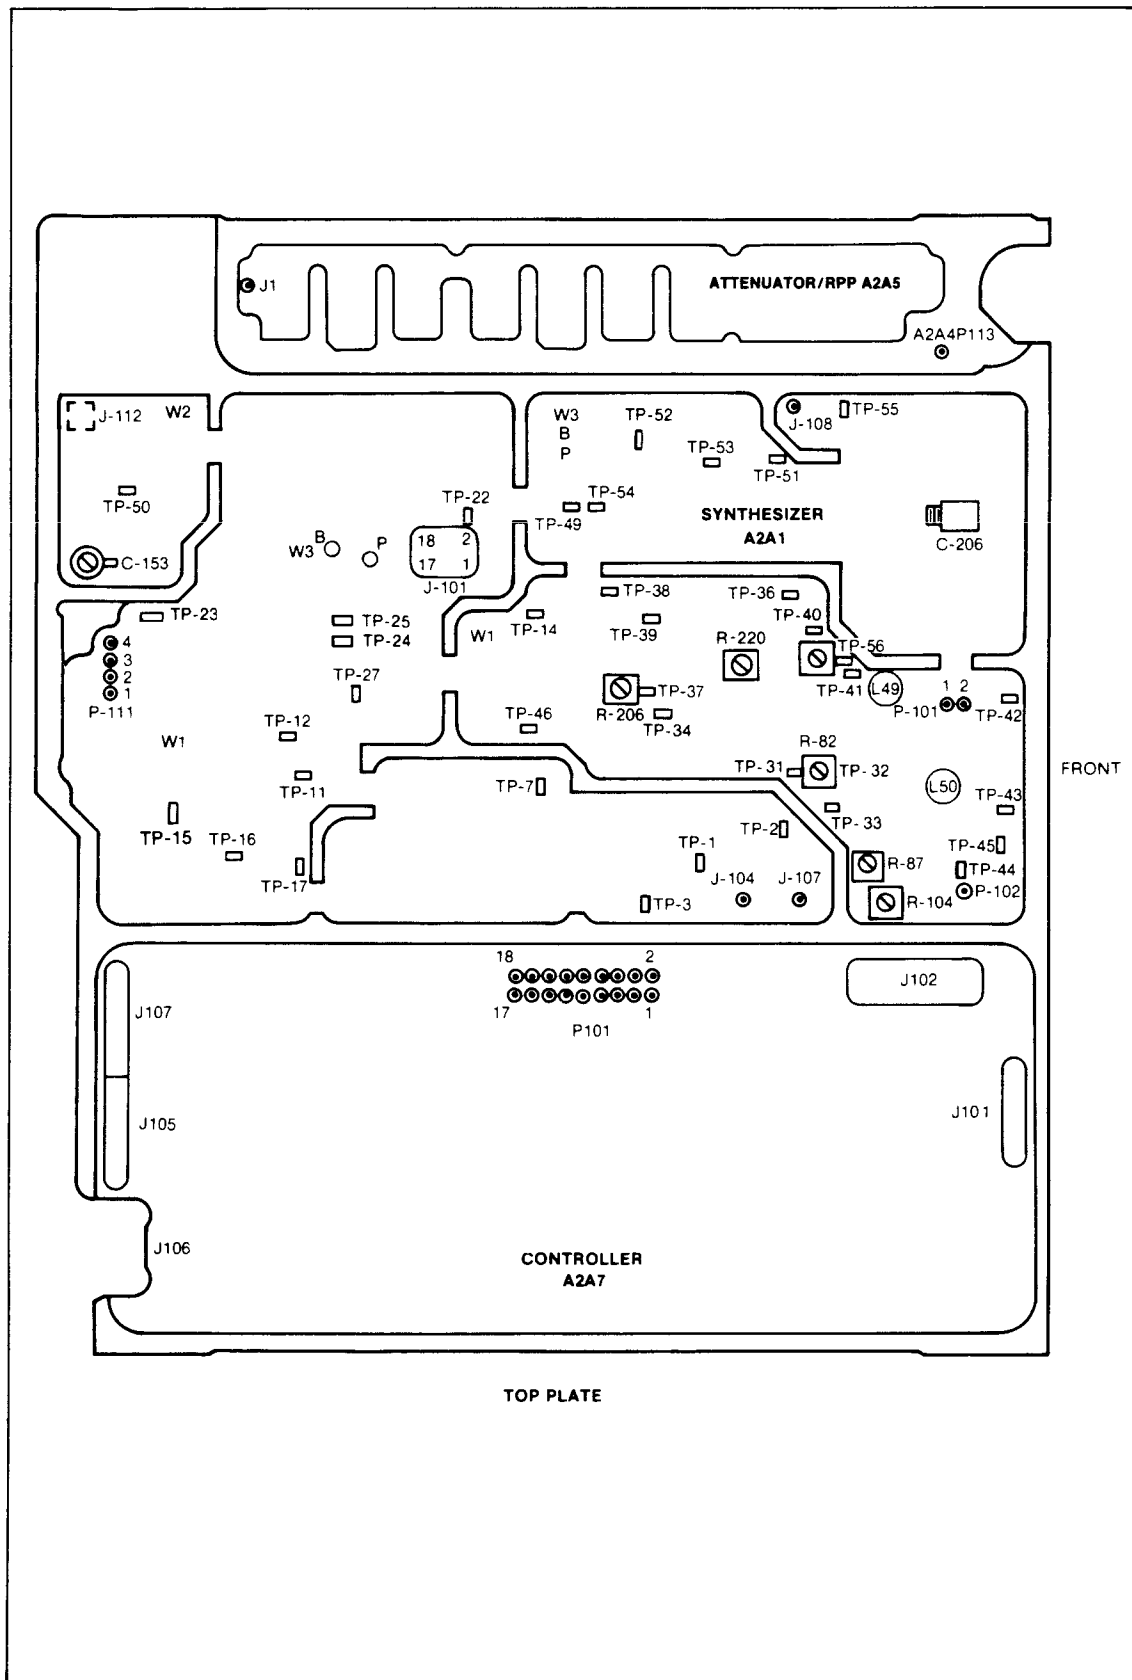 J1
ATTENUATOR/RPP A2A5
A2A4P113
J-112
W2
TP-50
C-153
TP-23
W3
B
P
TP-52
TP-53
TP-51
J-108
TP-55
TP-22
TP-49
TP-54
SYNTHESIZER
A2A1
C-206
W3
B
P
18 2
17 1
J-101
TP-25
TP-24
TP-27
W1
TP-14
TP-38
TP-39
TP-36
TP-40
R-220
TP-56
TP-41
L49
1 2
P-101
TP-42
4
3
2
1
P-111
W1
TP-12
TP-11
TP-15
TP-16
TP-17
TP-37
R-206
TP-34
TP-46
TP-7
R-82
TP-31
TP-32
TP-33
L50
TP-43
FRONT
TP-45
TP-44
P-102
TP-2
TP-1
J-104
J-107
TP-3
R-87
R-104
18 2
17 1
P101
J102
J107
J105
J101
J106
CONTROLLER
A2A7
TOP PLATE